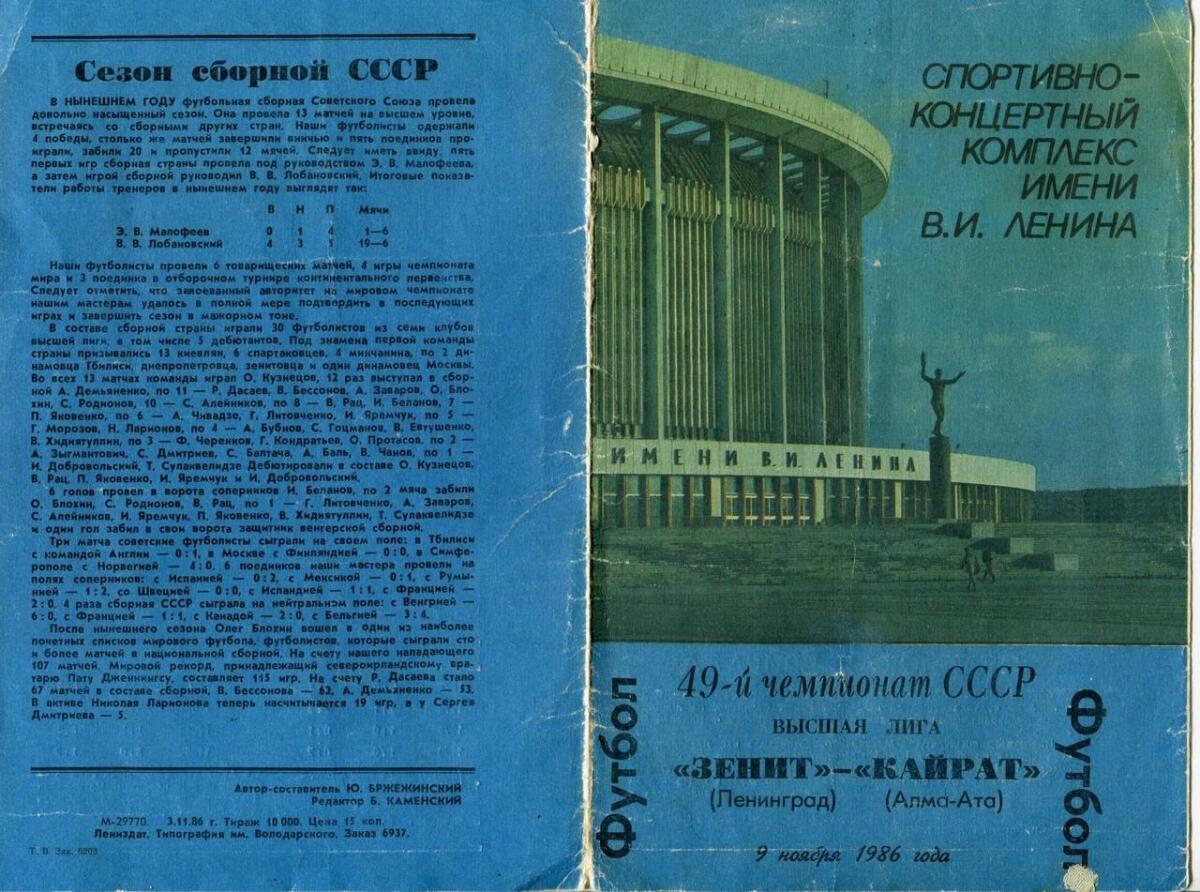 Сезон сборной СССР
В НЫНЕШНЕМ ГОДУ футбольная сборная Советского Союза провела
довольно насыщенный сезон. Она провела 13 матчей на высшем уровне,
встречаясь со сборными других стран. Наши футболисты одержали
4 победы, столько же матчей завершили вничью и пять поединков про-
играли, забили 20 и пропустили 12 мячей. Следует иметь ввиду, пять
первых игр сборная страны провела под руководством Э. В. Малофеева,
а затем игрой сборной руководил В. В. Лобановский. Итоговые показа-
тели работы тренеров в нынешнем году выглядят так:
В Н П Мячи
Э. В. Малофеев 0 1 4 1—6
В. В. Лобановский 4 3 1 19—6
Наши футболисты провели 6 товарищеских матчей, 4 игры чемпионата
мира и 3 поединка в отборочном турнире континентального первенства.
Следует отметить, что завоеванный авторитет на мировом чемпионате
нашим мастерам удалось в полной мере подтвердить в последующих
играх и завершить сезон в мажорном тоне.
В составе сборной страны играли 30 футболистов из семи клубов
высшей лиги, в том числе 5 дебютантов. Под знамена первой команды
страны призывались 13 киевлян, 6 спартаковцев, 4 минчанина, по 2 ди-
намовца Тбилиси, днепропетровца, зенитовца и один динамовец Москвы.
Во всех 13 матчах команды играл О. Кузнецов, 12 раз выступал в сбор-
ной А. Демьяненко, по 11 — Р. Дасаев, В. Бессонов, А. Заваров, О. Бло-
хин, С. Родионов, 10 — С. Алейников, по 8 — В. Рац, И. Беланов, 7 —
П. Яковенко, по 6 — А. Чивадзе, Г. Литовченко, И. Яремчук, по 5 —
Г. Морозов, Н. Ларионов, по 4 — А. Бубнов, С. Гоцманов, В. Евтушенко,
В. Хидиятуллин, по 3 — Ф. Черенков, Г. Кондратьев, О. Протасов, по 2 —
А. Зыгмантович, С. Дмитриев, С. Балтача, А. Баль, В. Чанов, по 1 —
И. Добровольский, Т. Сулаквелидзе Дебютировали в составе О. Кузнецов,
В. Рац, П. Яковенко, И. Яремчук и И. Добровольский.
6 голов провел в ворота соперников И. Беланов, по 2 мяча забили
О. Блохин, С. Родионов, В. Рац, по 1 — Г. Литовченко, А. Заваров,
С. Алейников, И. Яремчук, П. Яковенко, В. Хидиятуллин, Т. Сулаквелидзе
и один гол забил в свои ворота защитник венгерской сборной.
Три матча советские футболисты сыграли на своем поле: в Тбилиси
с командой Англии — 0:1, в Москве с Финляндией — 0:0, в Симфе-
рополе с Норвегией — 4:0. 6 поединков наши мастера провели на
полях соперников: с Испанией — 0:2, с Мексикой — 0:1, с Румы-
нией — 1:2, со Швецией — 0:0, с Исландией — 1:1, с Францией —
2:0. 4 раза сборная СССР сыграла на нейтральном поле: с Венгрией —
6:0, с Францией — 1:1, с Канадой — 2:0, с Бельгией — 3:4.
После нынешнего сезона Олег Блохин вошел в один из наиболее
почетных списков мирового футбола, футболистов, которые сыграли сто
и более матчей в национальной сборной. На счету нашего нападающего
107 матчей. Мировой рекорд, принадлежащий североирландскому вра-
тарю Пату Дженнингсу, составляет 115 игр. На счету Р. Дасаева стало
67 матчей в составе сборной, В. Бессонова — 62, А. Демьяненко — 53.
В активе Николая Ларионова теперь насчитывается 19 игр, а у Сергея
Дмитриева — 5.
Автор-составитель Ю. БРЖЕЖИНСКИЙ
Редактор Б. КАМЕНСКИЙ
М-29770. 3.11.86 г. Тираж 10 000. Цена 15 коп.
Лениздат, Типография им. Володарского. Заказ 6937.
Т. В. Зак. 6203
СПОРТИВНО-
КОНЦЕРТНЫЙ
КОМПЛЕКС
ИМЕНИ
В.И. ЛЕНИНА
ИМЕНИ В.И. ЛЕНИНА
Футбол
49-й чемпионат СССР
ВЫСШАЯ ЛИГА
«ЗЕНИТ»—«КАЙРАТ»
(Ленинград) (Алма-Ата)
9 ноября 1986 года
Футбол